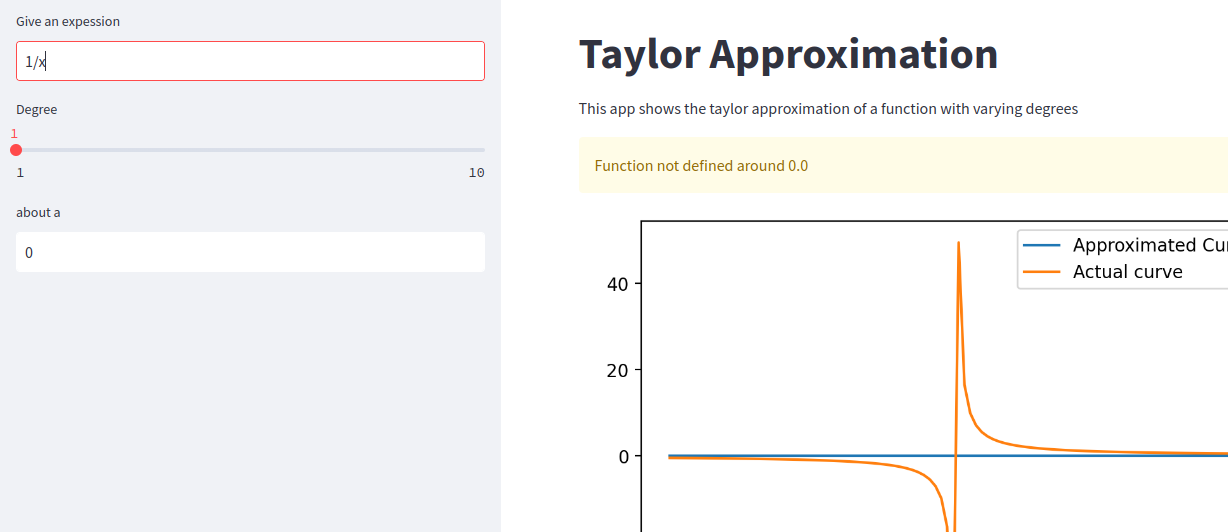 Give an expession
1/x
Degree
1
1 10
about a
0
Taylor Approximation
This app shows the taylor approximation of a function with varying degrees
Function not defined around 0.0
Approximated Cu
Actual curve
40
20
0